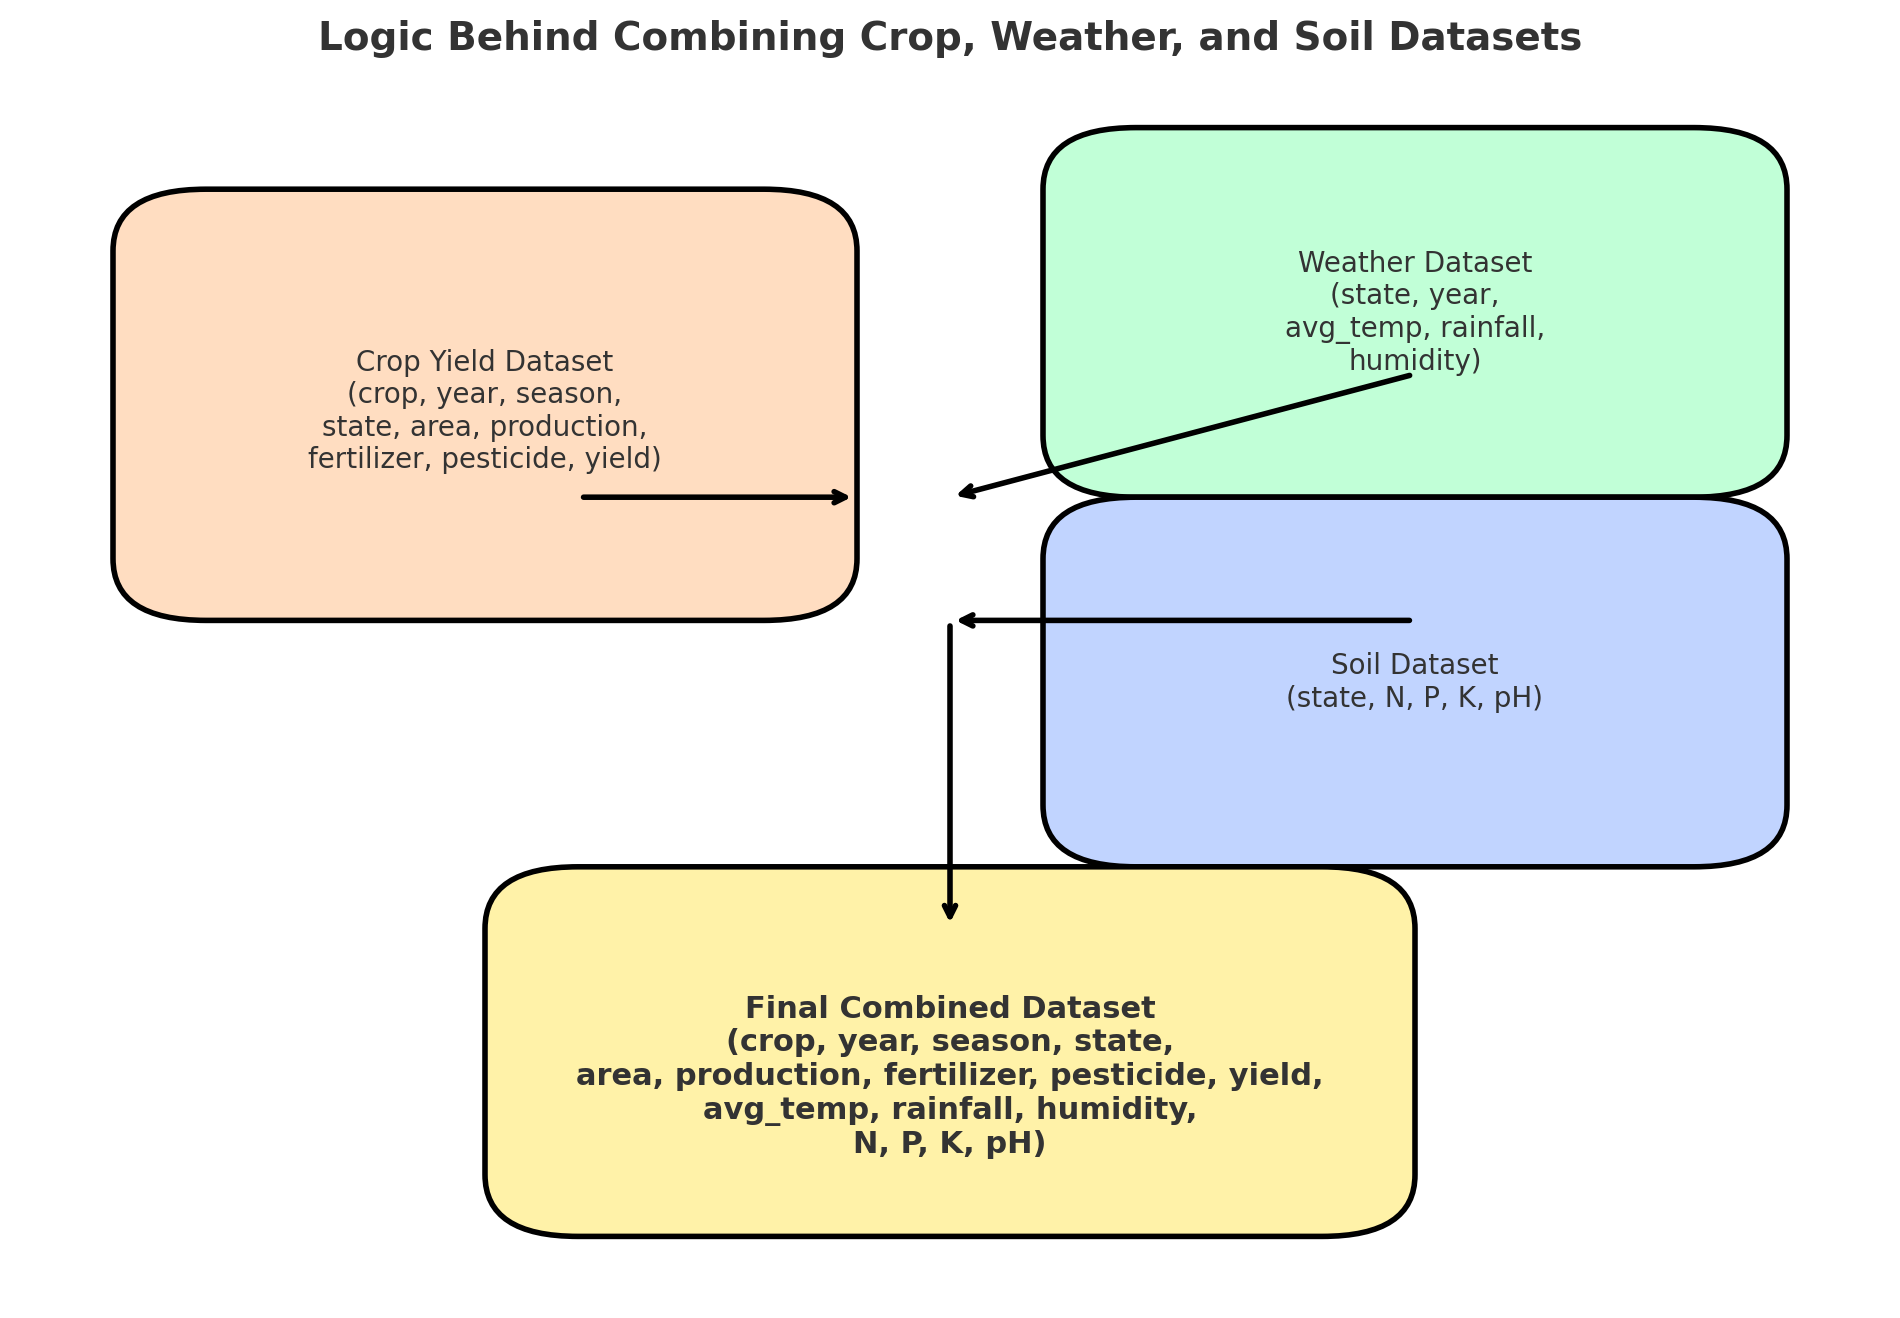 Logic Behind Combining Crop, Weather, and Soil Datasets
Crop Yield Dataset
(crop, year, season,
state, area, production,
fertilizer, pesticide, yield)
Weather Dataset
(state, year,
avg_temp, rainfall,
humidity)
Soil Dataset
(state, N, P, K, pH)
Final Combined Dataset
(crop, year, season, state,
area, production, fertilizer, pesticide, yield,
avg_temp, rainfall, humidity,
N, P, K, pH)